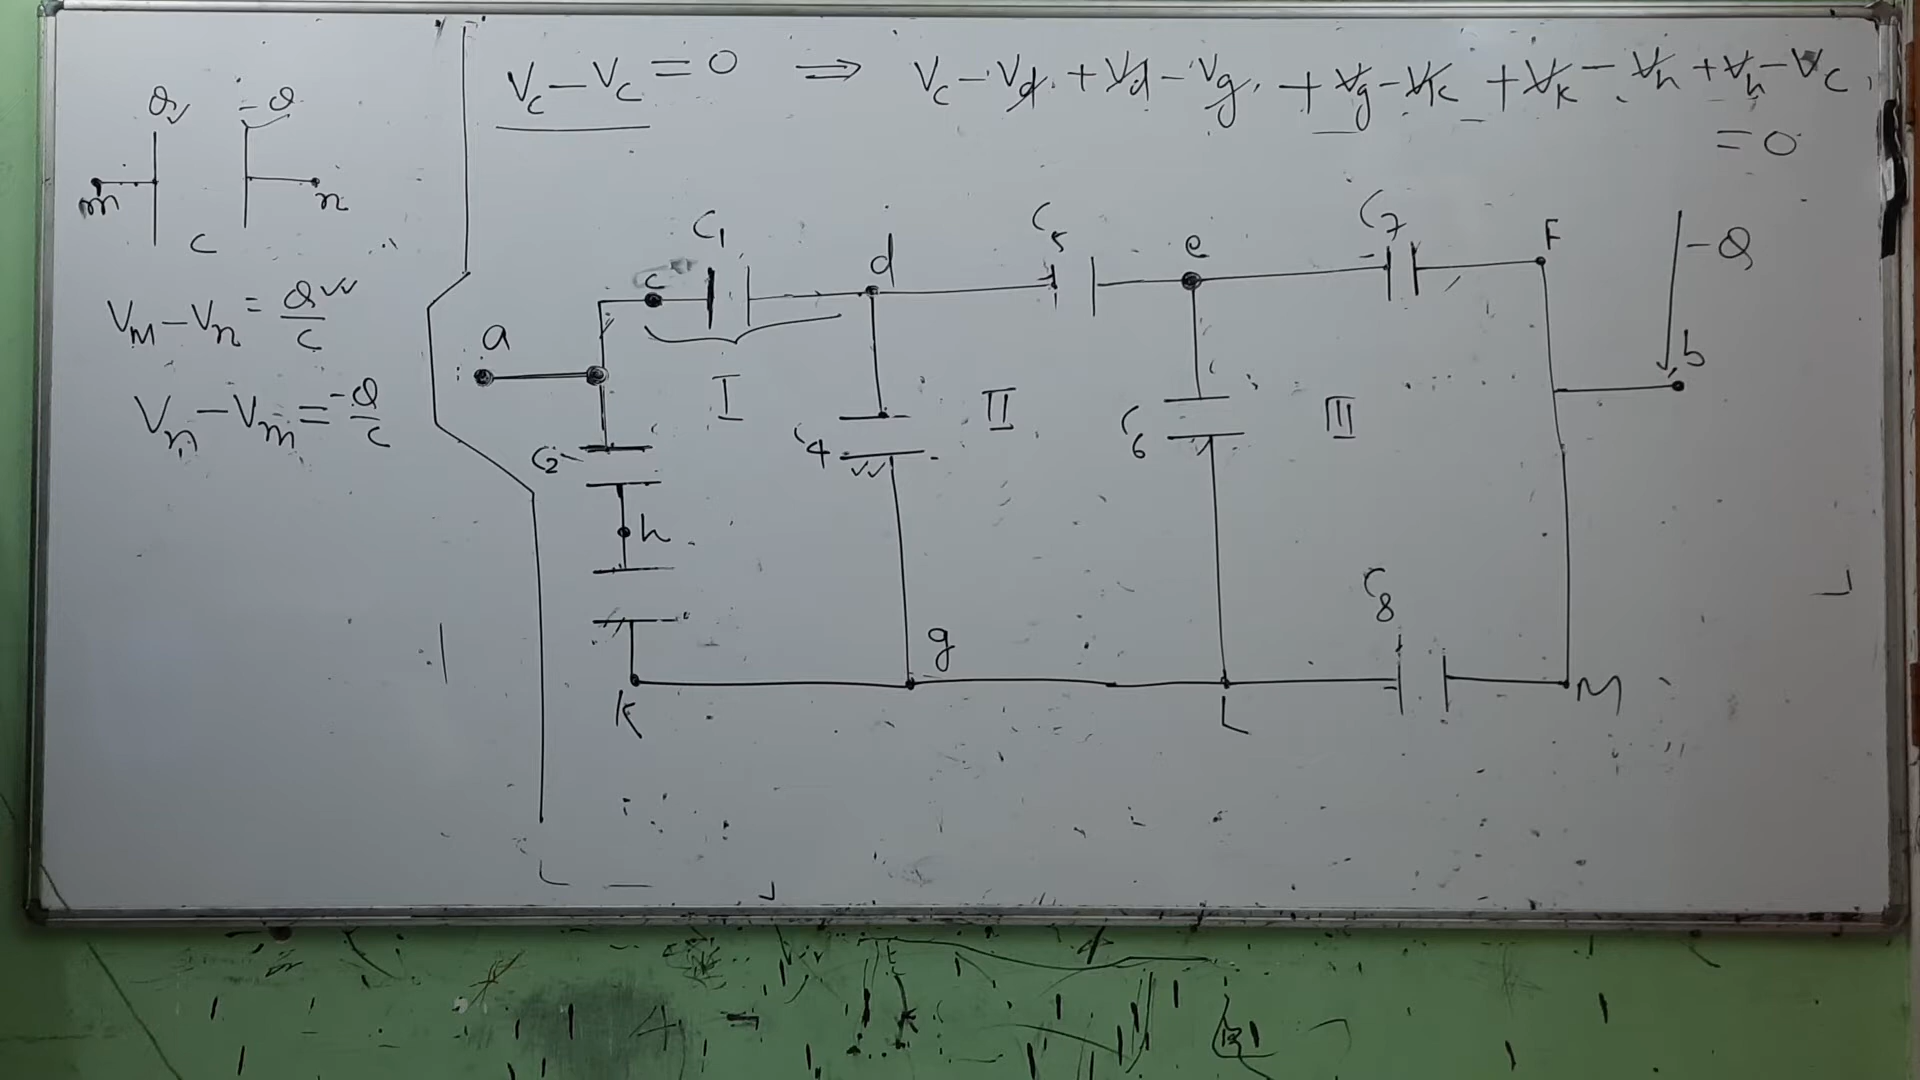 V_c - V_c = 0 ⇒ V_c - V_d + V_d - V_g + V_g - V_k + V_k - V_h + V_h - V_c
= 0
Q -Q
m n
C
V_M - V_n = Q/C
V_n - V_m = -Q/C
C_1 d C_5 e C_7 F -Q
c
a b
I II III
C_2 C_4 C_6
h
C_8
g
K L M